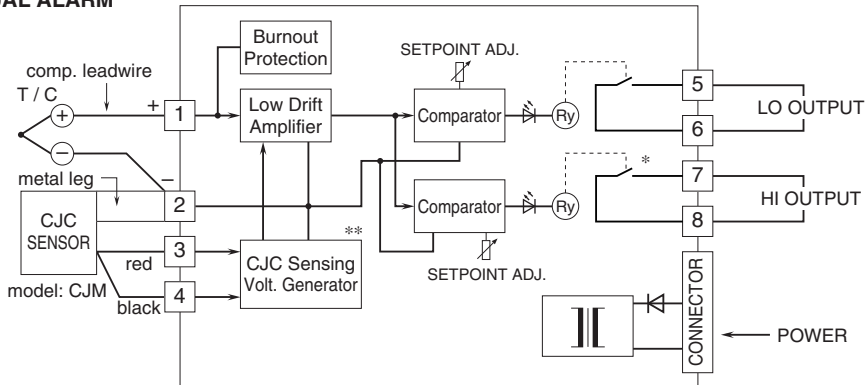 DUAL ALARM
Burnout
Protection
SETPOINT ADJ.
comp. leadwire
T / C
+
+
1
Low Drift
Amplifier
Comparator
Ry
5
LO OUTPUT
6
–
–
metal leg
2
CJC
SENSOR
Comparator
Ry
*
7
HI OUTPUT
8
3
red
**
CJC Sensing
Volt. Generator
SETPOINT ADJ.
model: CJM
4
black
CONNECTOR
POWER